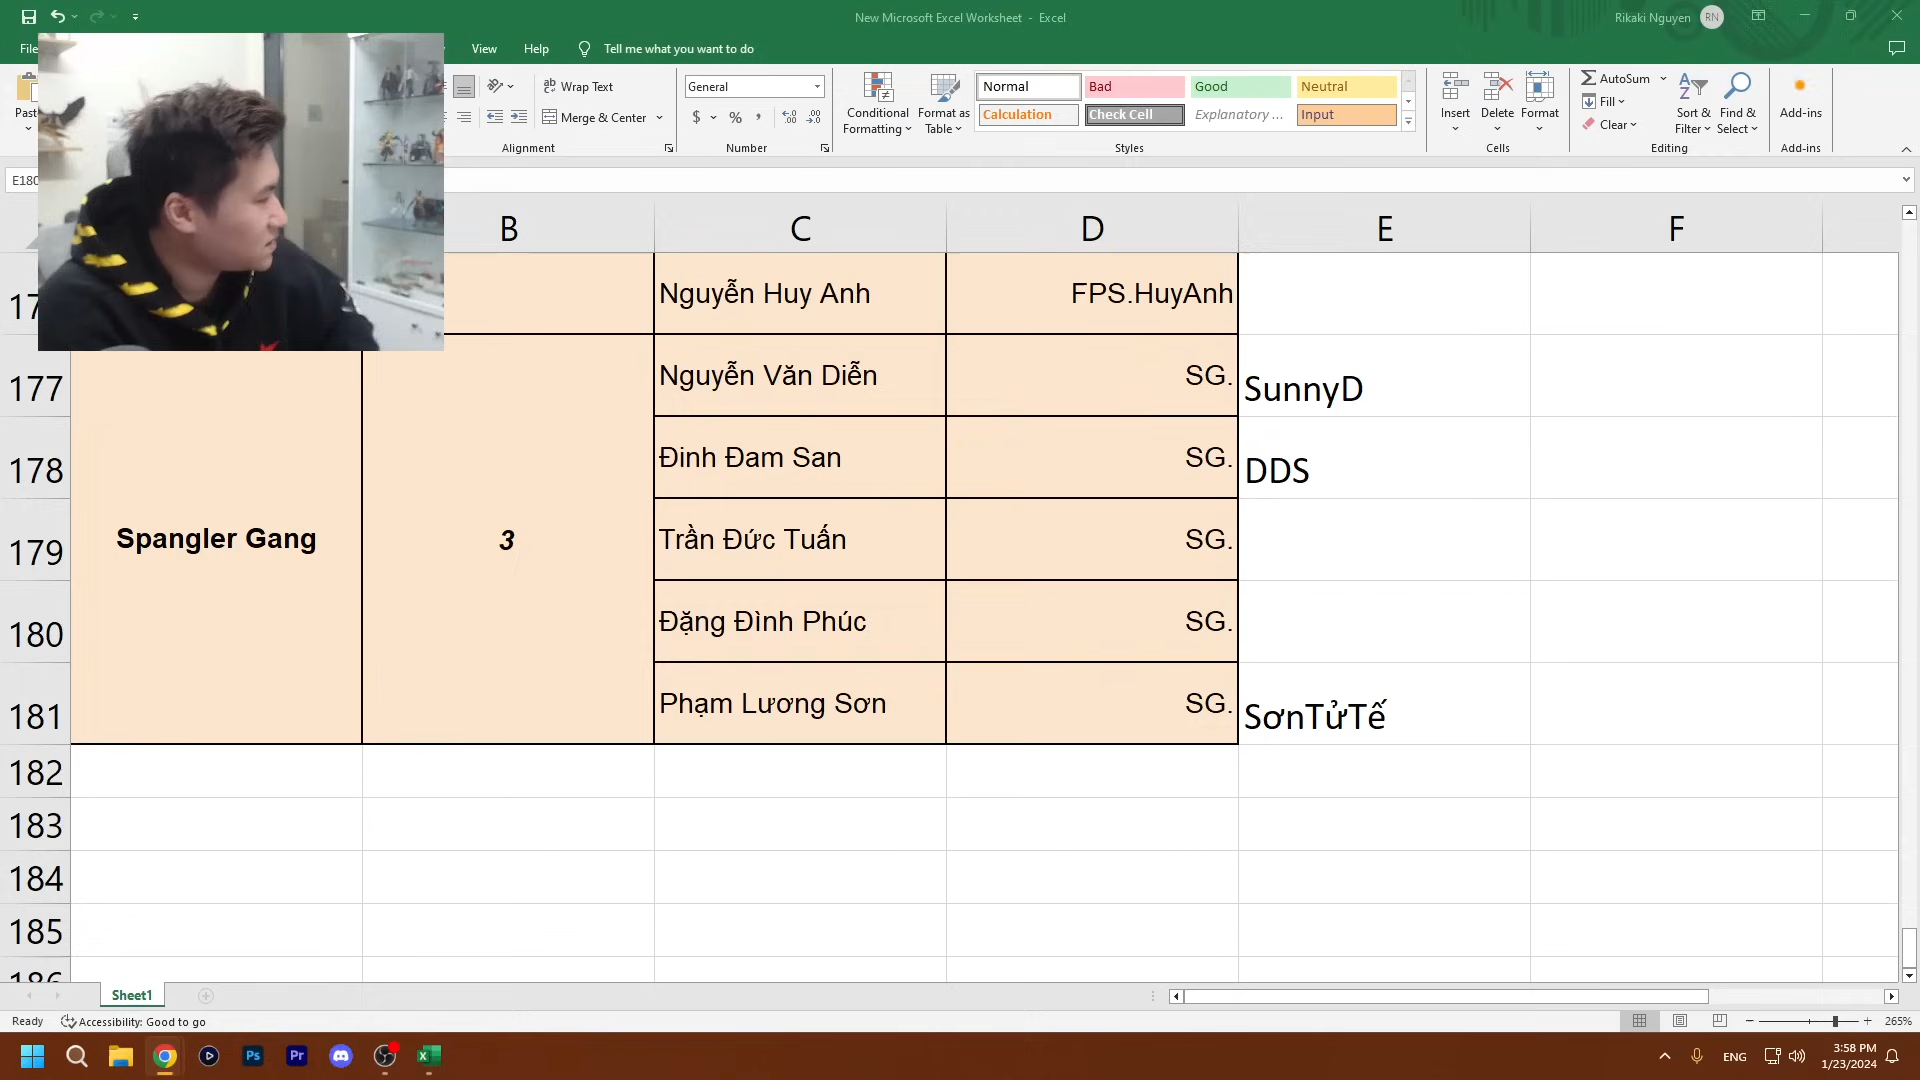 New Microsoft Excel Worksheet - Excel
Rikaki Nguyen
RN
View
Help
Tell me what you want to do
Wrap Text
General
Merge & Center
$
%
Conditional
Formatting
Format as
Table
Normal
Bad
Good
Neutral
Calculation
Check Cell
Explanatory ...
Input
Insert
Delete
Format
AutoSum
Fill
Clear
Sort &
Filter
Find &
Select
Add-ins
Alignment
Number
Styles
Cells
Editing
Add-ins
B
C
D
E
F
Nguyễn Huy Anh
FPS.HuyAnh
177
Nguyễn Văn Diễn
SG.
SunnyD
178
Đinh Đam San
SG.
DDS
179
Spangler Gang
3
Trần Đức Tuấn
SG.
180
Đặng Đình Phúc
SG.
181
Phạm Lương Sơn
SG.
SơnTửTế
182
183
184
185
186
Sheet1
Ready
Accessibility: Good to go
265%
Ps
Pr
ENG
3:58 PM
1/23/2024